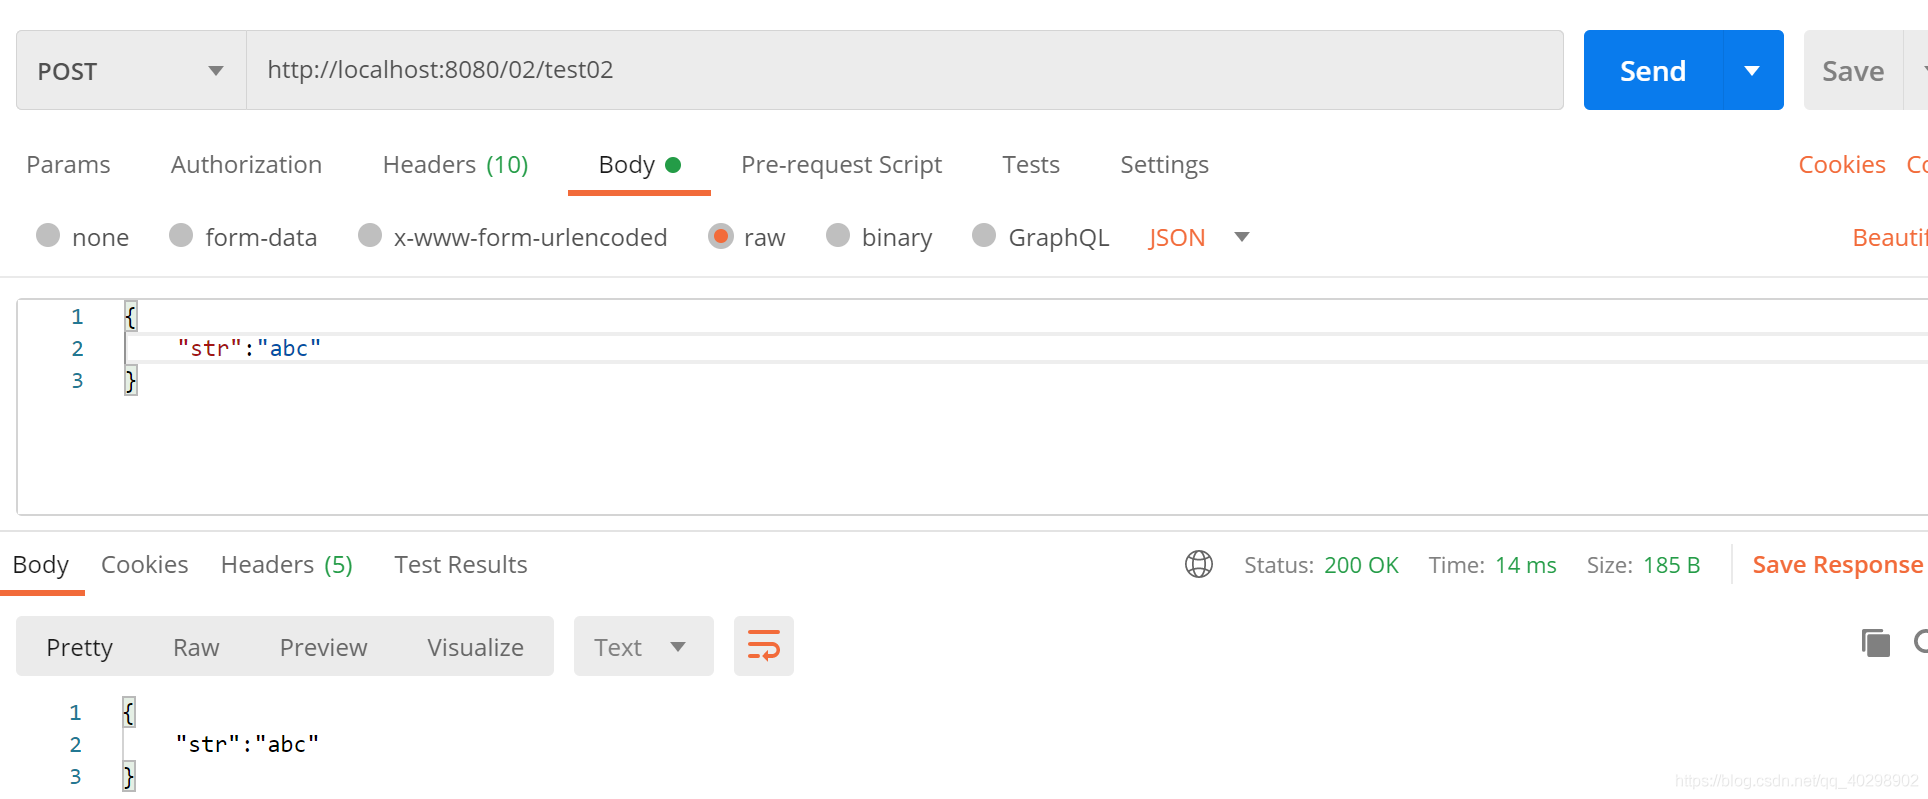 POST http://localhost:8080/02/test02 Send Save
Params Authorization Headers (10) Body Pre-request Script Tests Settings Cookies Co
none form-data x-www-form-urlencoded raw binary GraphQL JSON Beautif
1 {
2 "str":"abc"
3 }
Body Cookies Headers (5) Test Results Status: 200 OK Time: 14 ms Size: 185 B Save Response
Pretty Raw Preview Visualize Text
1 {
2 "str":"abc"
3 }
https://blog.csdn.net/qq_40298902